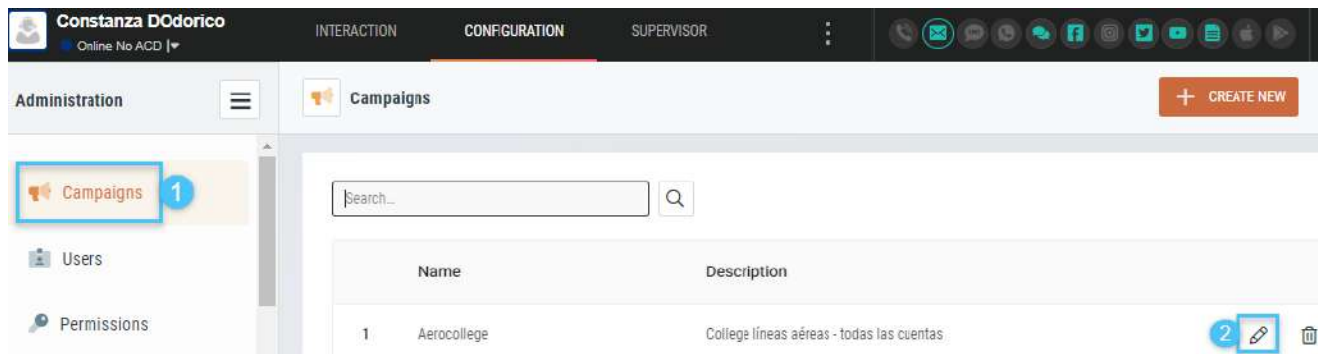 Constanza DOdorico
Online No ACD
INTERACTION
CONFIGURATION
SUPERVISOR
Administration
Campaigns
CREATE NEW
Campaigns 1
Users
Permissions
Search...
Name Description
1 Aerocollege College líneas aéreas - todas las cuentas 2